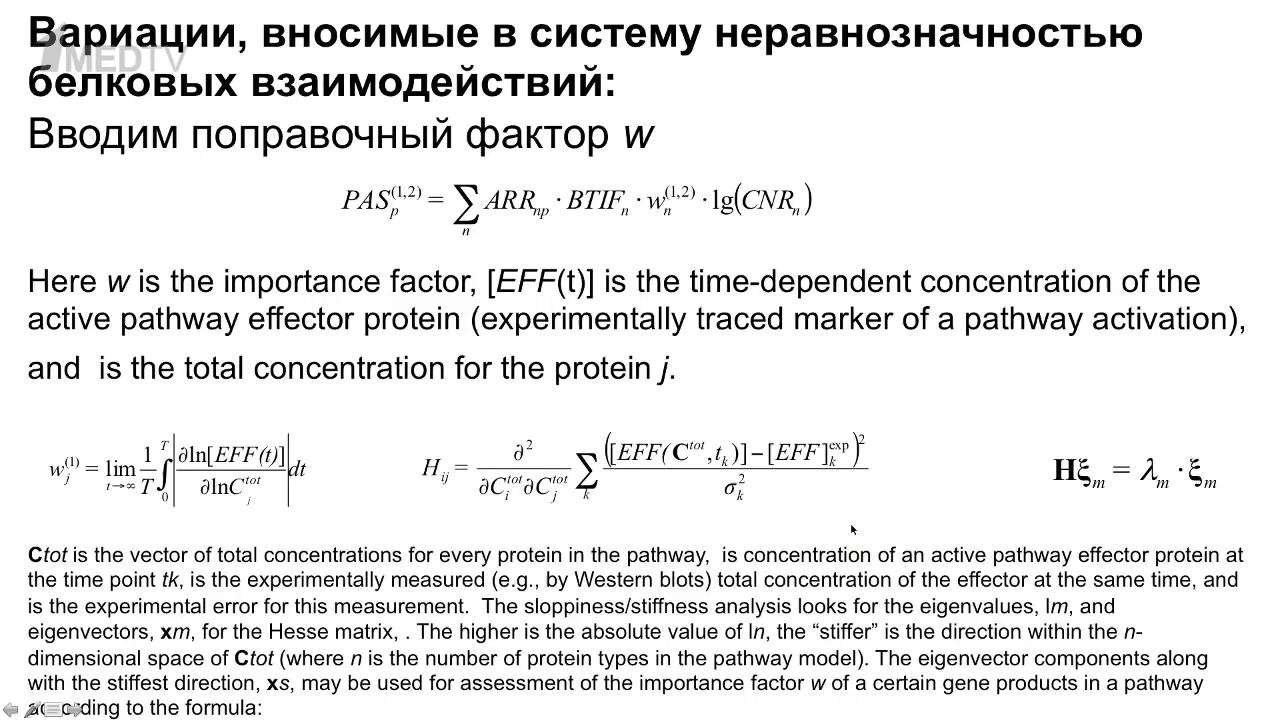 Вариации, вносимые в систему неравнозначностью
1MEDTV
белковых взаимодействий:
Вводим поправочный фактор w
PAS_p^(1,2) = ∑_n ARR_np · BTIF_n · w_n^(1,2) · lg(CNR_n)
Here w is the importance factor, [EFF(t)] is the time-dependent concentration of the
active pathway effector protein (experimentally traced marker of a pathway activation),
and is the total concentration for the protein j.
w_j^(1) = lim_{t→∞} 1/T ∫_0^T |∂ln[EFF(t)] / ∂lnC_j^tot| dt
H_ij = ∂^2 / ∂C_i^tot ∂C_j^tot ∑_k ([EFF(C^tot, t_k)] − [EFF]_k^exp)^2 / σ_k^2
Hξ_m = λ_m · ξ_m
Ctot is the vector of total concentrations for every protein in the pathway, is concentration of an active pathway effector protein at
the time point tk, is the experimentally measured (e.g., by Western blots) total concentration of the effector at the same time, and
is the experimental error for this measurement. The sloppiness/stiffness analysis looks for the eigenvalues, lm, and
eigenvectors, xm, for the Hesse matrix, . The higher is the absolute value of ln, the “stiffer” is the direction within the n-
dimensional space of Ctot (where n is the number of protein types in the pathway model). The eigenvector components along
with the stiffest direction, xs, may be used for assessment of the importance factor w of a certain gene products in a pathway
according to the formula: